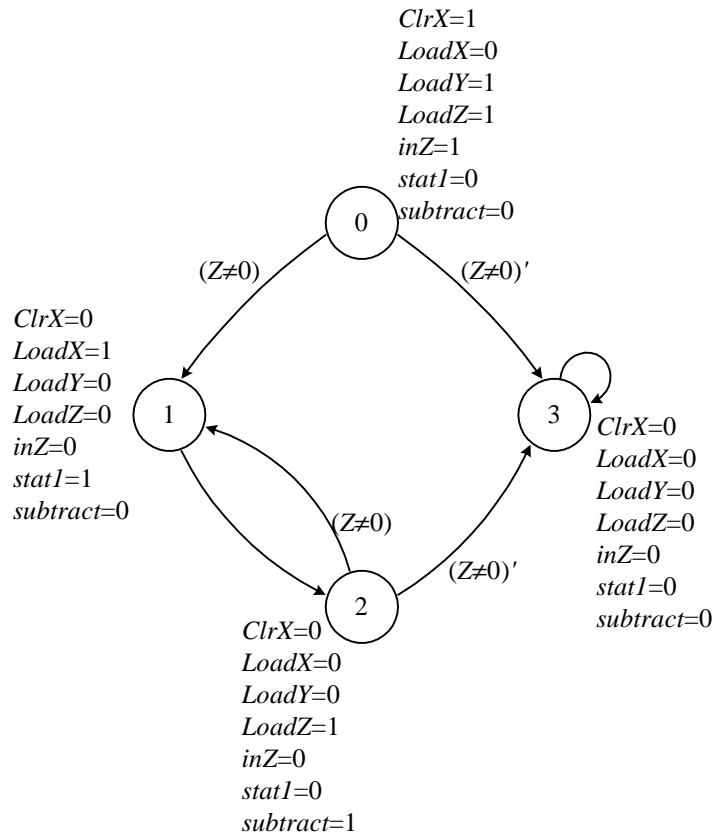 ClrX=1
LoadX=0
LoadY=1
LoadZ=1
inZ=1
stat1=0
subtract=0
0
(Z≠0)
(Z≠0)′
ClrX=0
LoadX=1
LoadY=0
LoadZ=0
inZ=0
stat1=1
subtract=0
1
3
ClrX=0
LoadX=0
LoadY=0
LoadZ=0
inZ=0
stat1=0
subtract=0
(Z≠0)
(Z≠0)′
2
ClrX=0
LoadX=0
LoadY=0
LoadZ=1
inZ=0
stat1=0
subtract=1